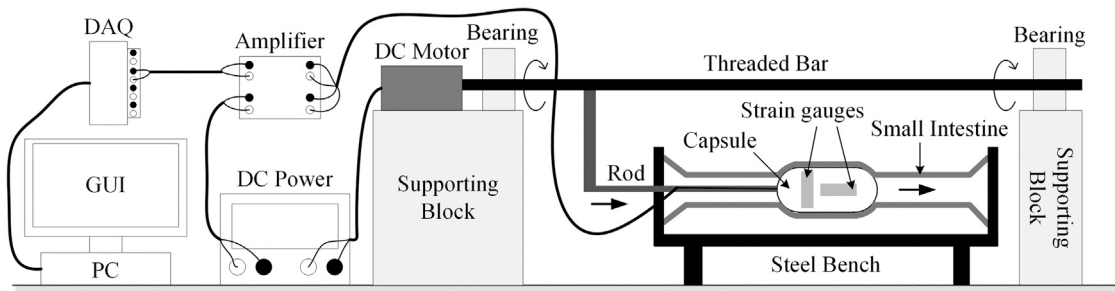 DAQ
Amplifier
DC Motor
Bearing
Threaded Bar
Bearing
Strain gauges
Capsule
Small Intestine
GUI
DC Power
Supporting
Block
Rod
Supporting
Block
PC
Steel Bench